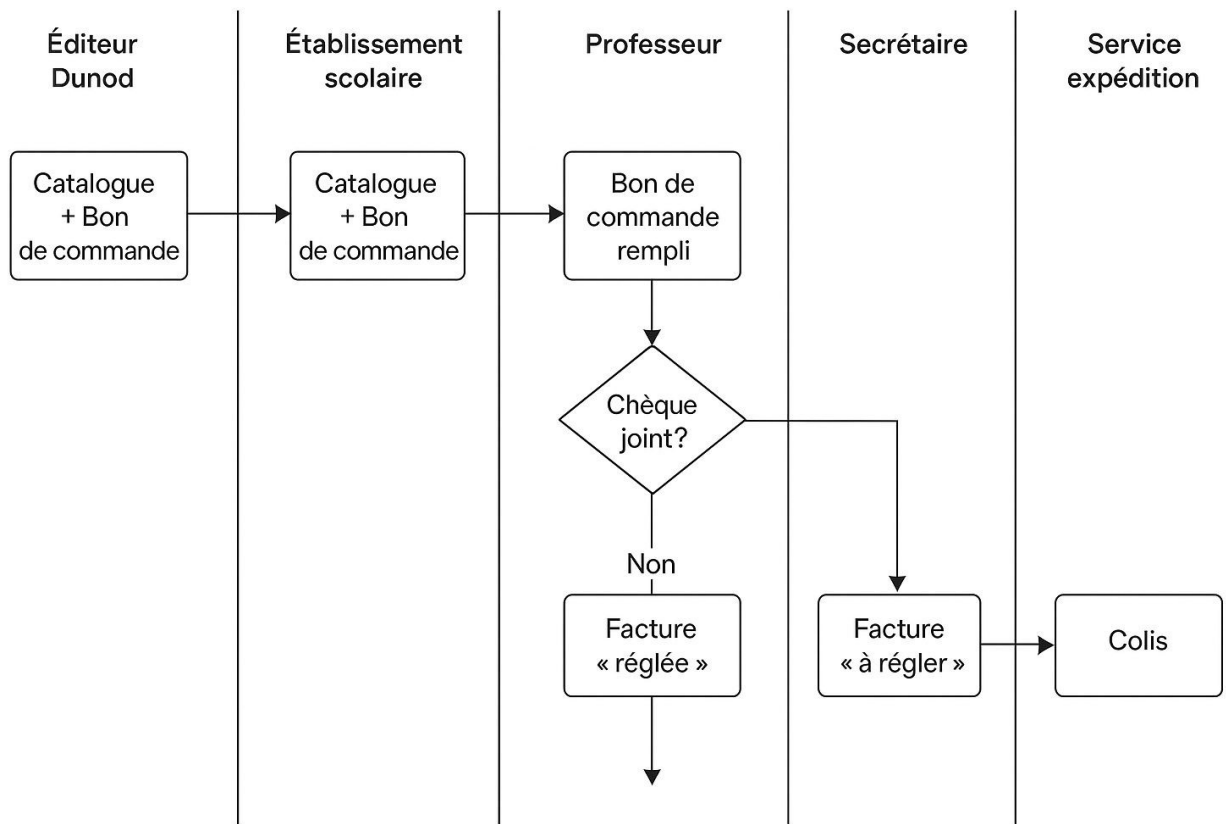 Éditeur
Dunod
Établissement
scolaire
Professeur
Secrétaire
Service
expédition
Catalogue
+ Bon
de commande
Catalogue
+ Bon
de commande
Bon de
commande
rempli
Chèque
joint?
Non
Facture
« réglée »
Facture
« à régler »
Colis